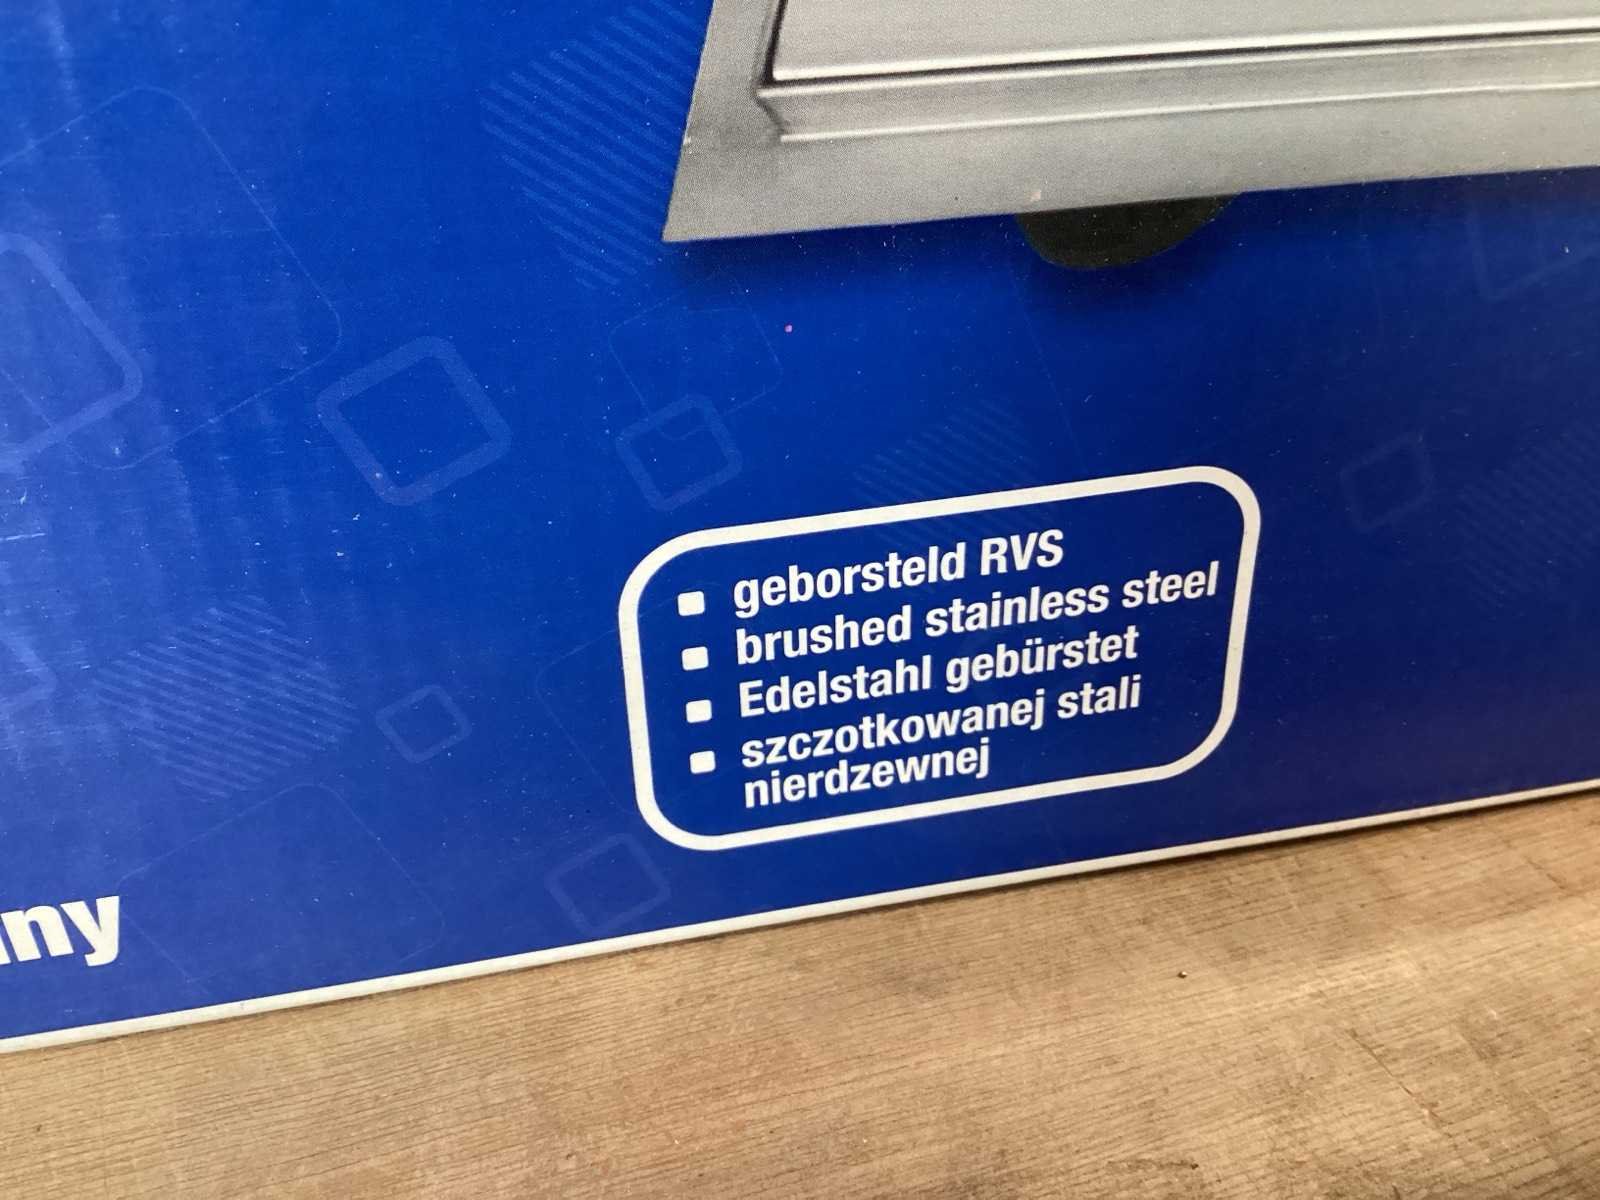 geborsteld RVS
brushed stainless steel
Edelstahl gebürstet
szczotkowanej stali
nierdzewnej